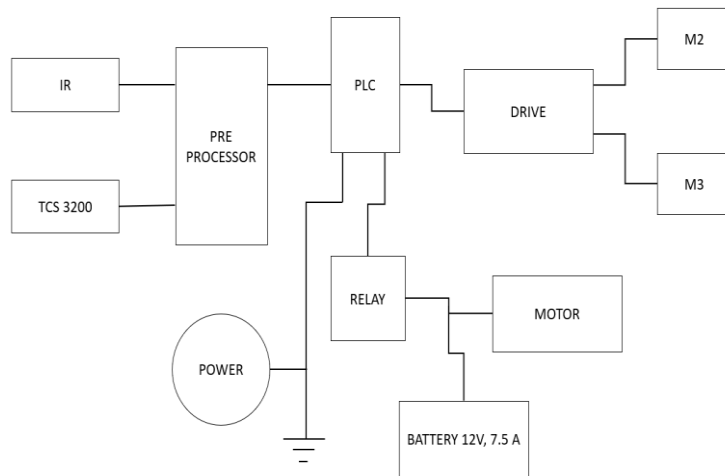 M2
IR
PLC
DRIVE
PRE
PROCESSOR
TCS 3200
M3
RELAY
MOTOR
POWER
BATTERY 12V, 7.5 A